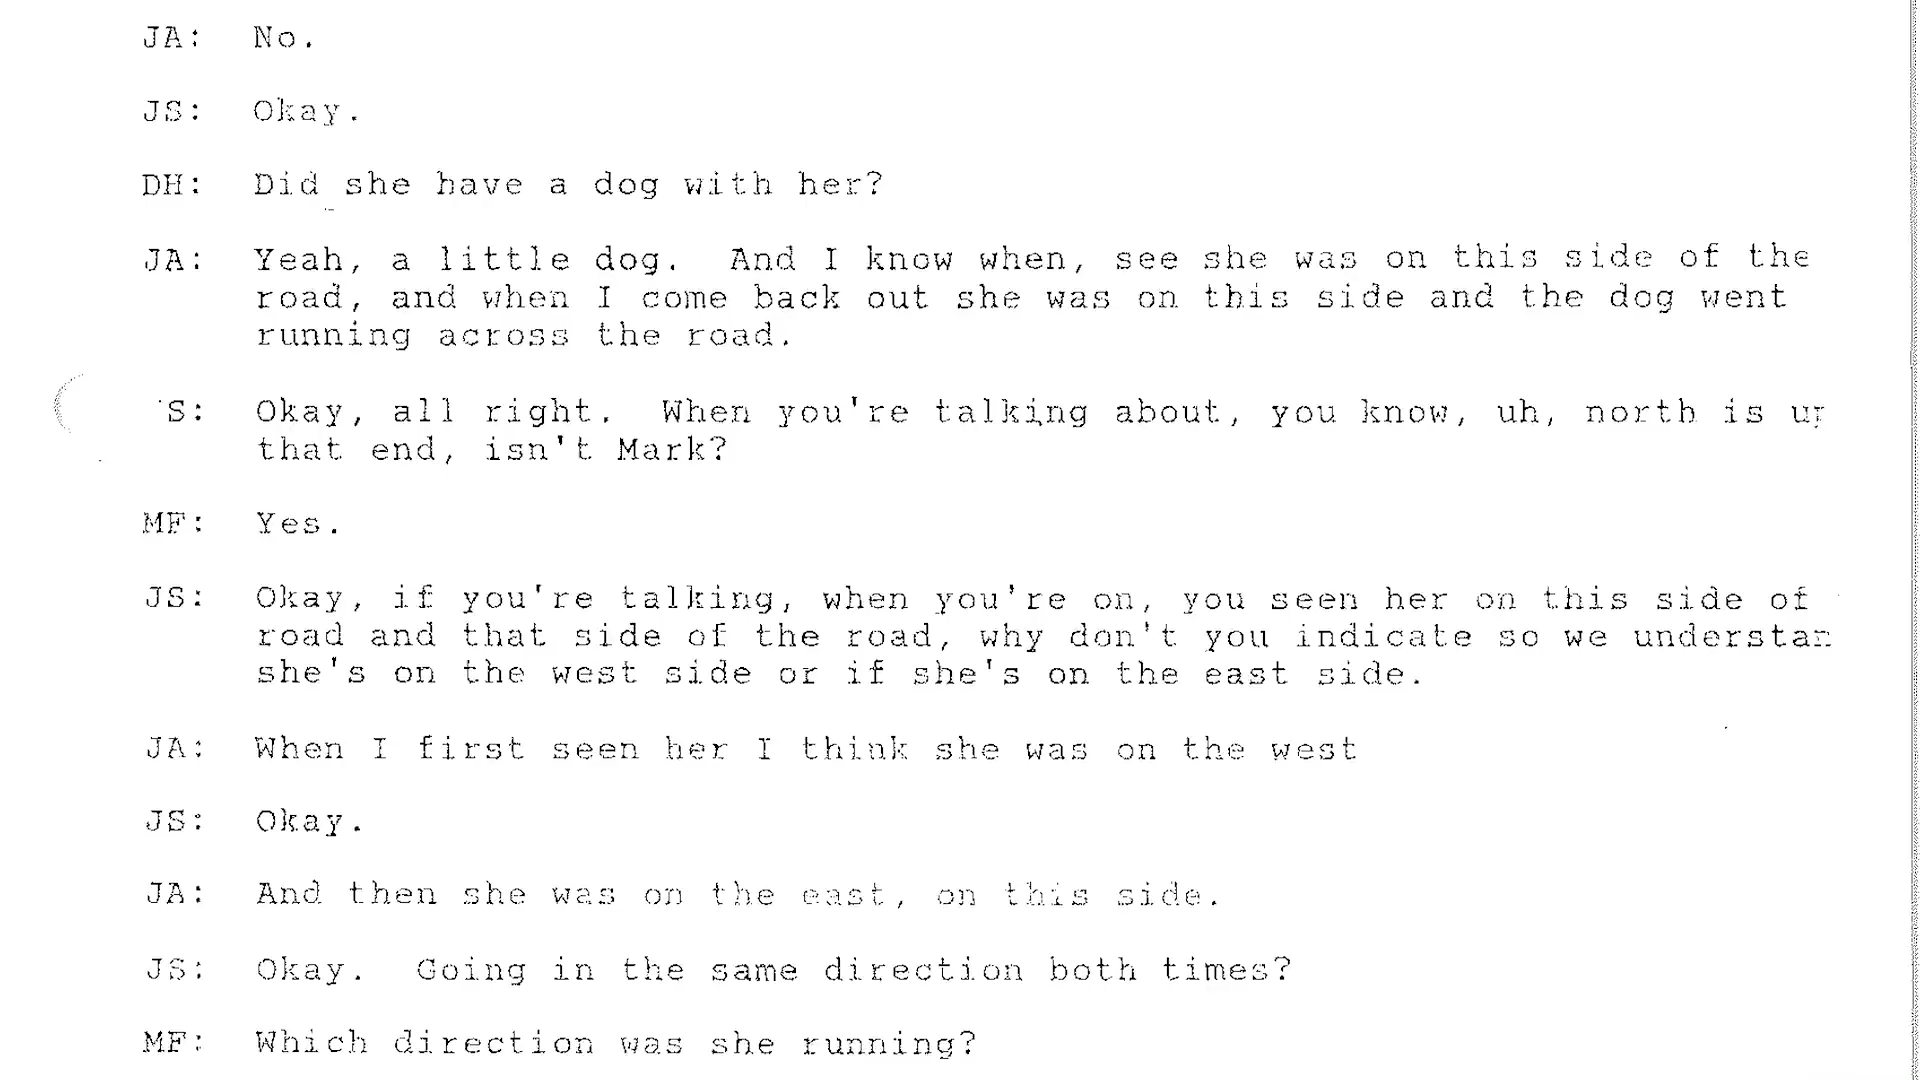 JA: No.
JS: Okay.
DH: Did she have a dog with her?
JA: Yeah, a little dog. And I know when, see she was on this side of the
road, and when I come back out she was on this side and the dog went
running across the road.
S: Okay, all right. When you're talking about, you know, uh, north is
that end, isn't Mark?
MF: Yes.
JS: Okay, if you're talking, when you're on, you seen her on this side of
road and that side of the road, why don't you indicate so we
she's on the west side or if she's on the east side.
JA: When I first seen her I think she was on the west
JS: Okay.
JA: And then she was on the east, on this side.
JS: Okay. Going in the same direction both times?
MF: Which direction was she running?